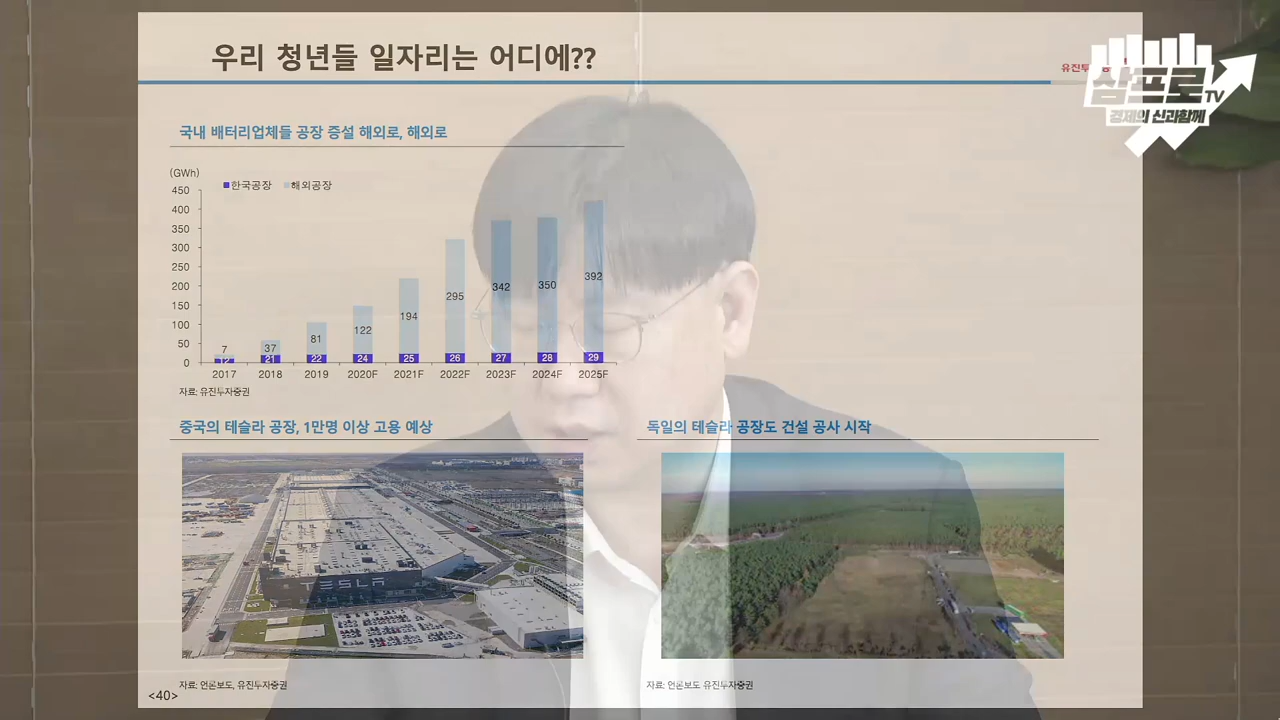 우리 청년들 일자리는 어디에??
유진투
삼프로TV
경제의 신과함께
국내 배터리업체들 공장 증설 해외로, 해외로
(GWh)
한국공장 해외공장
450
400
350
300
250
200
150
100
50
0
7 37 81 122 194 295 342 350 392
12 21 22 24 25 26 27 28 29
2017 2018 2019 2020F 2021F 2022F 2023F 2024F 2025F
자료: 유진투자증권
중국의 테슬라 공장, 1만명 이상 고용 예상
독일의 테슬라 공장도 건설 공사 시작
TESLA
자료: 언론보도, 유진투자증권
자료: 언론보도 유진투자증권
<40>